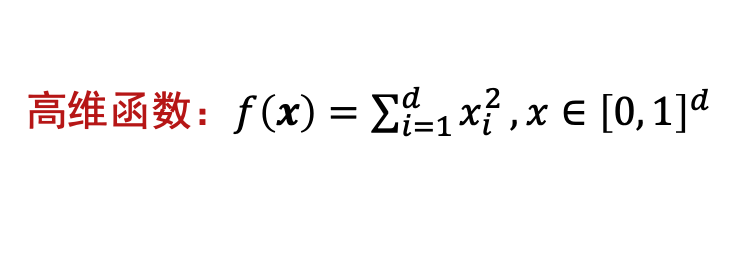 高维函数：f(x) = ∑_{i=1}^{d} x_i^2 , x ∈ [0, 1]^d